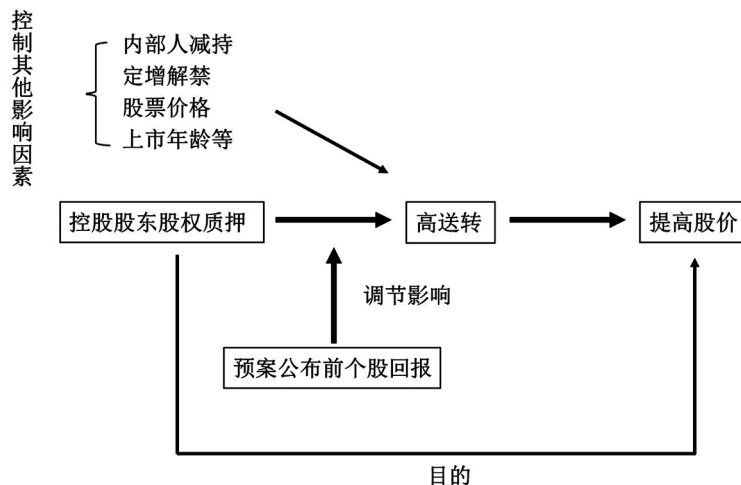 控制其他影响因素
内部人减持
定增解禁
股票价格
上市年龄等
控股股东股权质押
高送转
提高股价
调节影响
预案公布前个股回报
目的